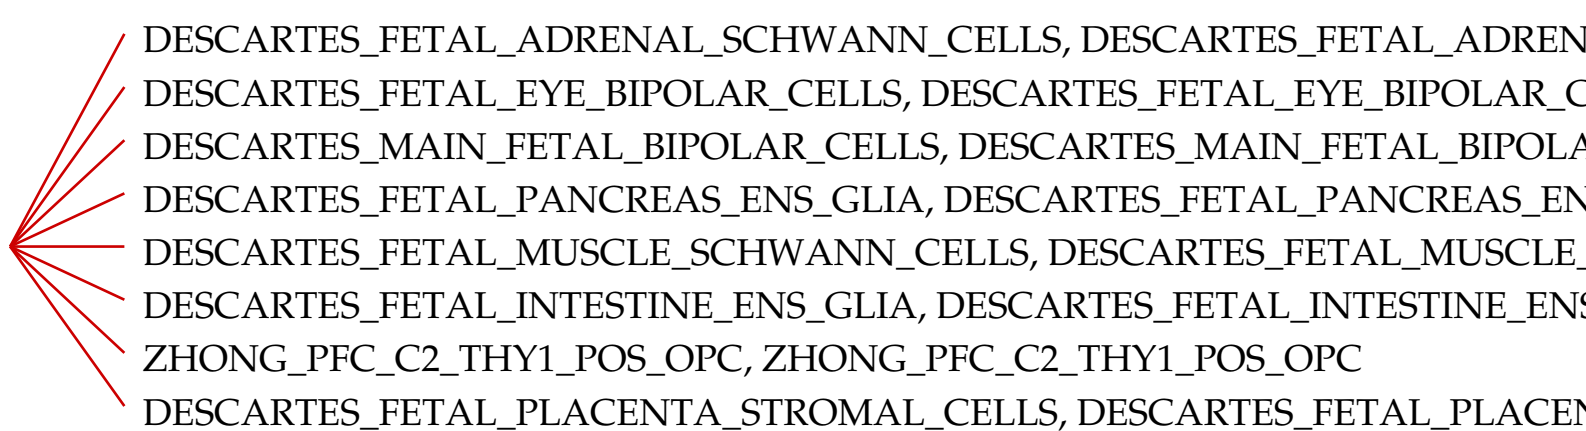 DESCARTES_FETAL_ADRENAL_SCHWANN_CELLS, DESCARTES_FETAL_ADREN
DESCARTES_FETAL_EYE_BIPOLAR_CELLS, DESCARTES_FETAL_EYE_BIPOLAR_C
DESCARTES_MAIN_FETAL_BIPOLAR_CELLS, DESCARTES_MAIN_FETAL_BIPOLA
DESCARTES_FETAL_PANCREAS_ENS_GLIA, DESCARTES_FETAL_PANCREAS_EN
DESCARTES_FETAL_MUSCLE_SCHWANN_CELLS, DESCARTES_FETAL_MUSCLE_
DESCARTES_FETAL_INTESTINE_ENS_GLIA, DESCARTES_FETAL_INTESTINE_ENS
ZHONG_PFC_C2_THY1_POS_OPC, ZHONG_PFC_C2_THY1_POS_OPC
DESCARTES_FETAL_PLACENTA_STROMAL_CELLS, DESCARTES_FETAL_PLACEN